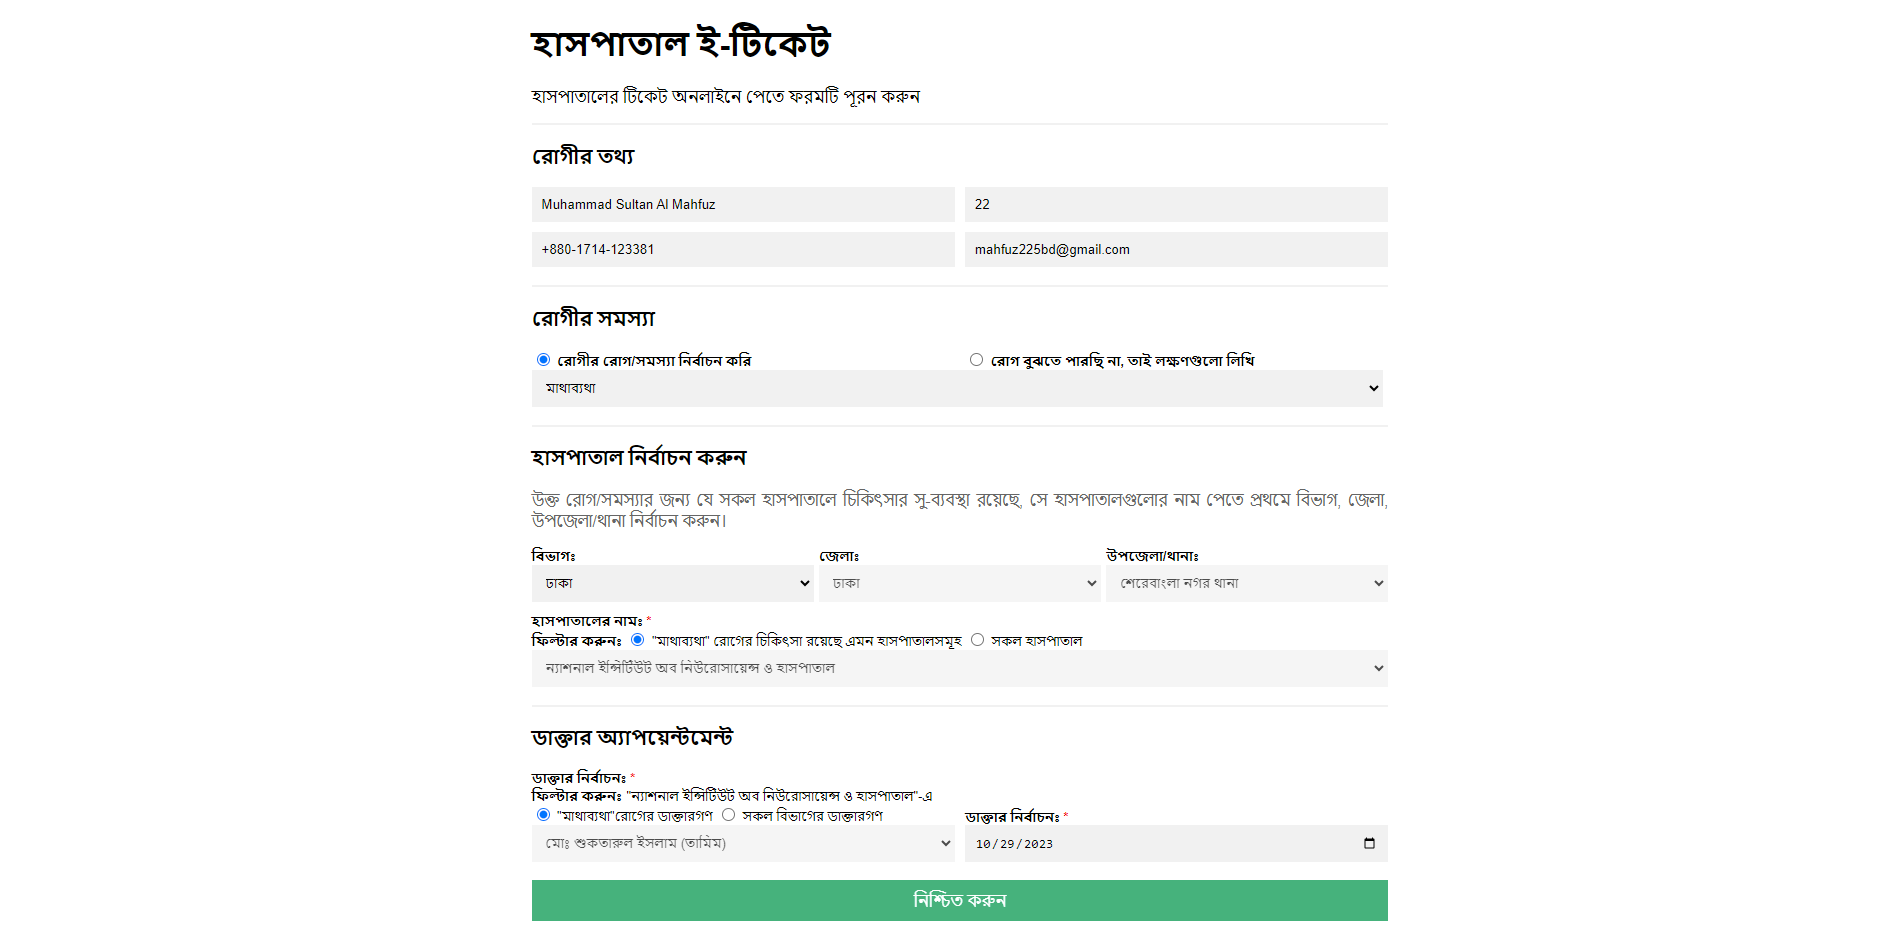 হাসপাতাল ই-টিকেট
হাসপাতালের টিকেট অনলাইনে পেতে ফরমটি পূরন করুন
রোগীর তথ্য
Muhammad Sultan Al Mahfuz
22
+880-1714-123381
mahfuz225bd@gmail.com
রোগীর সমস্যা
রোগীর রোগ/সমস্যা নির্বাচন করি
রোগ বুঝতে পারছি না, তাই লক্ষণগুলো লিখি
মাথাব্যথা
হাসপাতাল নির্বাচন করুন
উক্ত রোগ/সমস্যার জন্য যে সকল হাসপাতালে চিকিৎসার সু-ব্যবস্থা রয়েছে, সে হাসপাতালগুলোর নাম পেতে প্রথমে বিভাগ, জেলা,
উপজেলা/থানা নির্বাচন করুন।
বিভাগঃ
জেলাঃ
উপজেলা/থানাঃ
ঢাকা
ঢাকা
শেরেবাংলা নগর থানা
হাসপাতালের নামঃ *
ফিল্টার করুনঃ "মাথাব্যথা" রোগের চিকিৎসা রয়েছে এমন হাসপাতালসমূহ সকল হাসপাতাল
ন্যাশনাল ইন্সিটিউট অব নিউরোসায়েন্স ও হাসপাতাল
ডাক্তার অ্যাপয়েন্টমেন্ট
ডাক্তার নির্বাচনঃ *
ফিল্টার করুনঃ "ন্যাশনাল ইন্সিটিউট অব নিউরোসায়েন্স ও হাসপাতাল"-এ
"মাথাব্যথা"রোগের ডাক্তারগণ সকল বিভাগের ডাক্তারগণ
ডাক্তার নির্বাচনঃ *
মোঃ শুকতারুল ইসলাম (তামিম)
10/29/2023
নিশ্চিত করুন